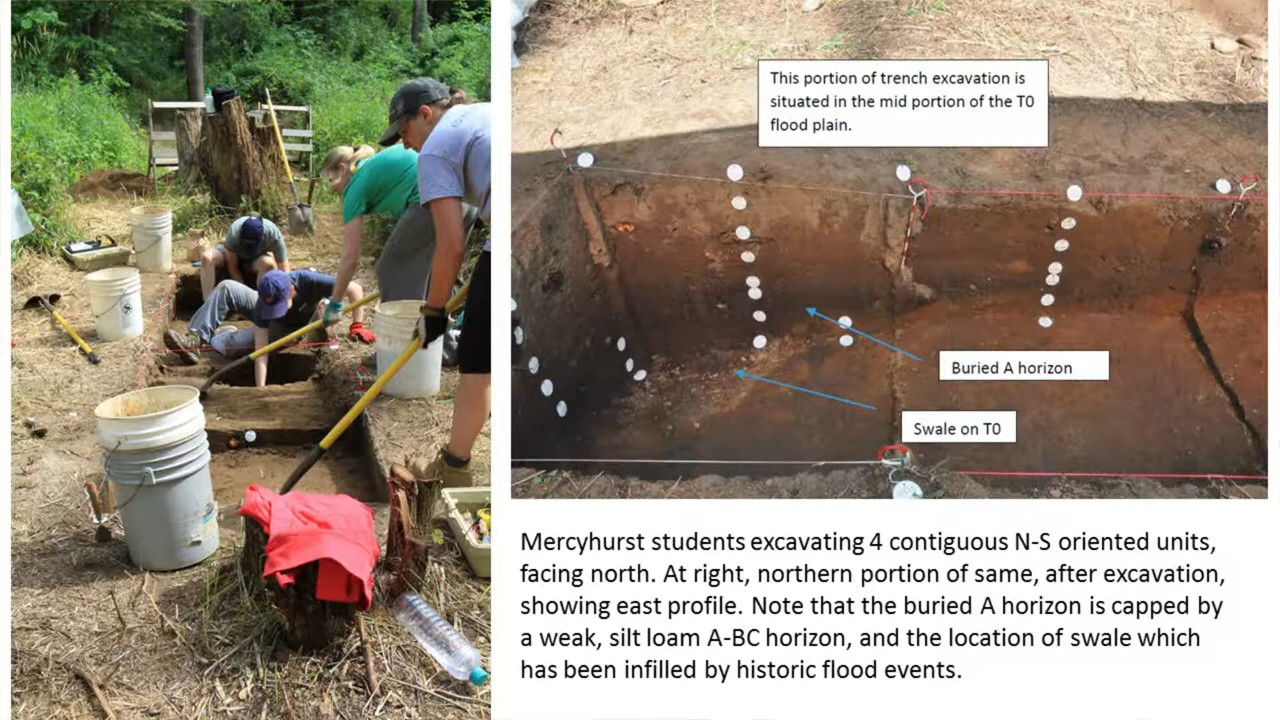 This portion of trench excavation is
situated in the mid portion of the T0
flood plain.
Buried A horizon
Swale on T0
Mercyhurst students excavating 4 contiguous N-S oriented units,
facing north. At right, northern portion of same, after excavation,
showing east profile. Note that the buried A horizon is capped by
a weak, silt loam A-BC horizon, and the location of swale which
has been infilled by historic flood events.